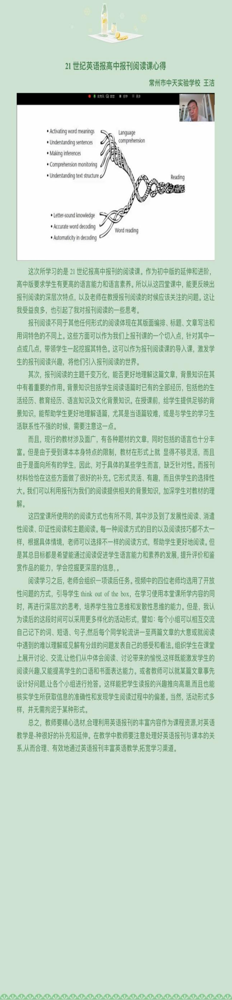 21 世纪英语报高中报刊阅读课心得
常州市中天实验学校 王洁
麦克风 禁言 暂停 更多
• Activating word meanings
• Understanding sentences
• Making inferences
• Comprehension monitoring
• Understanding text structure
Language
comprehension
Reading
• Letter-sound knowledge
• Accurate word decoding
• Automaticity in decoding
Word reading
这次所学习的是 21 世纪报高中报刊的阅读课。作为初中版的延伸和进阶，
高中版要求学生有更高的语言能力和语言素养。所以从这四堂课中，能更反映出
报刊阅读的深层次特点，以及老师在教授报刊阅读的时候应该关注的问题。这让
我受益良多，也引起了我对报刊阅读的一些思考。
报刊阅读不同于其他任何形式的阅读体现在其版面编排、标题、文章写法和
用词特色的不同上。这些方面可以作为我们上报刊课的一个切入点，针对其中一
点或几点，带领学生一起挖掘其特色。这可以作为报刊阅读课的导入课，激发学
生的报刊阅读兴趣，将他们引入报刊阅读的世界。
其次，报刊阅读的主题千变万化，能否更好地理解这篇文章，背景知识在其
中有着重要的作用。背景知识包括学生阅读语篇时已有的全部经历，包括他的生
活经历、教育经历、语言知识及文化背景知识。在授课前，给学生提供足够的背
景知识，能帮助学生更好地理解语篇，尤其是当语篇较难，或是与学生的学习生
活联系性不强的时候，需要注意这一点。
而且，现行的教材涉及面广，有各种题材的文章，同时包括的语言也十分丰
富。但是由于受到课本本身特点的限制，教材在形式上就 显得不够灵活，而且
由于是面向所有的学生，因此，对于具体的某些学生而言，缺乏针对性。而报刊
材料恰恰在这些方面做了很好的补充。它形式灵活、有趣，而且供学生的选择性
大。我们可以利用报刊为我们的阅读提供相关的背景知识，加深学生对教材的理
解。
这四堂课所使用的的阅读方式也有所不同，其中涉及到了发展性阅读、消遣
性阅读、印证性阅读和主题阅读。每一种阅读方式的目的以及阅读技巧都不太一
样，根据具体情境，老师可以选择不一样的阅读方式，帮助学生更好地阅读。但
是其总目标都是希望能通过阅读促进学生语言能力和素养的发展，提升评价和鉴
赏作品的能力，学会挖掘更深层的信息，。
阅读学习之后，老师会组织一项读后任务。视频中的四位老师均选用了开放
性问题的方式，引导学生 think out of the box，在学习使用本堂课所学内容的同
时，再进行深层次的思考，培养学生独立思维和发散性思维的能力。但是，我认
为读后的这段时间可以采用更多样化的活动形式，譬如：每个小组可以相互交流
自己记下的词、短语、句子,然后每个同学轮流讲一至两篇文章的大意或就阅读
中遇到的难以理解或见解有分歧的问题发表自己的感受和看法。组织学生在课堂
上展开讨论、交流,让他们从中体会阅读、讨论带来的愉悦,这样既能激发学生的
阅读兴趣,又能提高学生的口语和书面表达能力。或者教师可以就某篇文章事先
设计好问题,让各个小组进行抢答。这样能把学生读报的兴趣推向高潮,而且也能
核实学生所获取信息的准确性和发现学生阅读过程中的偏差。当然，活动形式多
样，并无需拘泥于某种形式。
总之，教师要精心选材,合理利用英语报刊的丰富内容作为课程资源,对英语
教学是-种很好的补充和延伸。在教学中教师要注意处理好英语报刊与课本的关
系,从而合理、有效地通过英语报刊丰富英语教学,拓宽学习渠道。